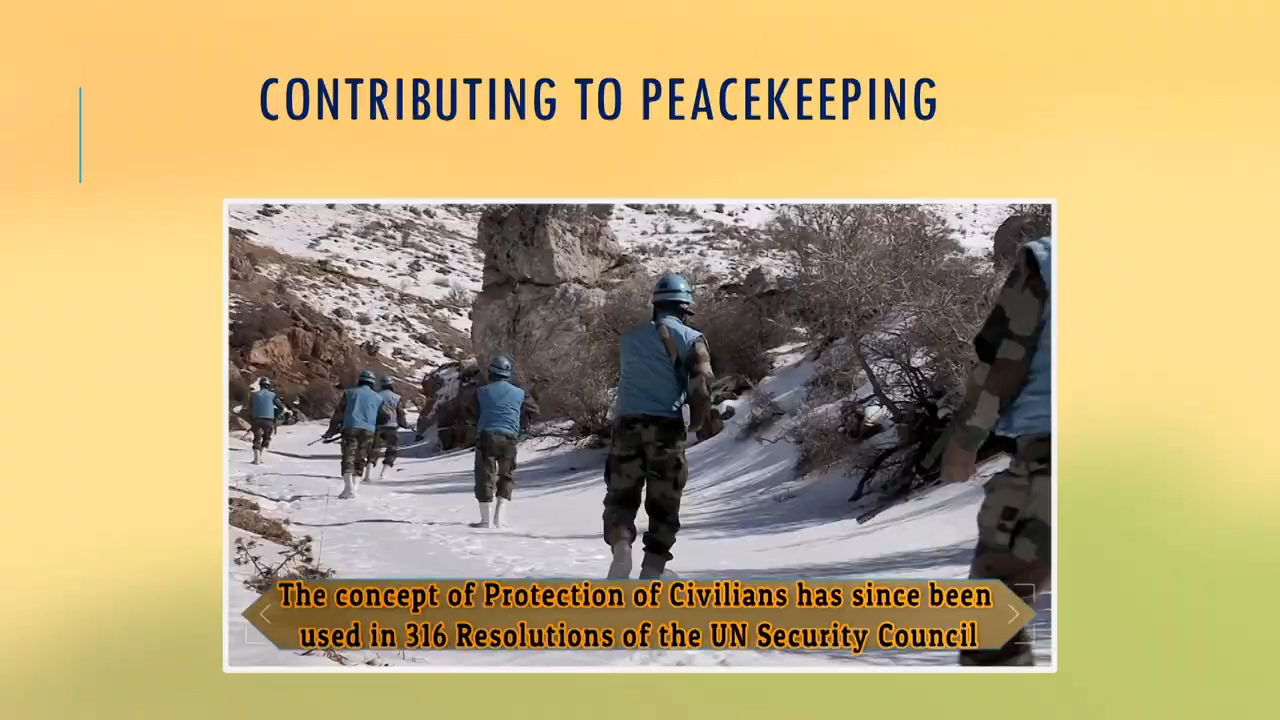 CONTRIBUTING TO PEACEKEEPING
The concept of Protection of Civilians has since been
used in 316 Resolutions of the UN Security Council